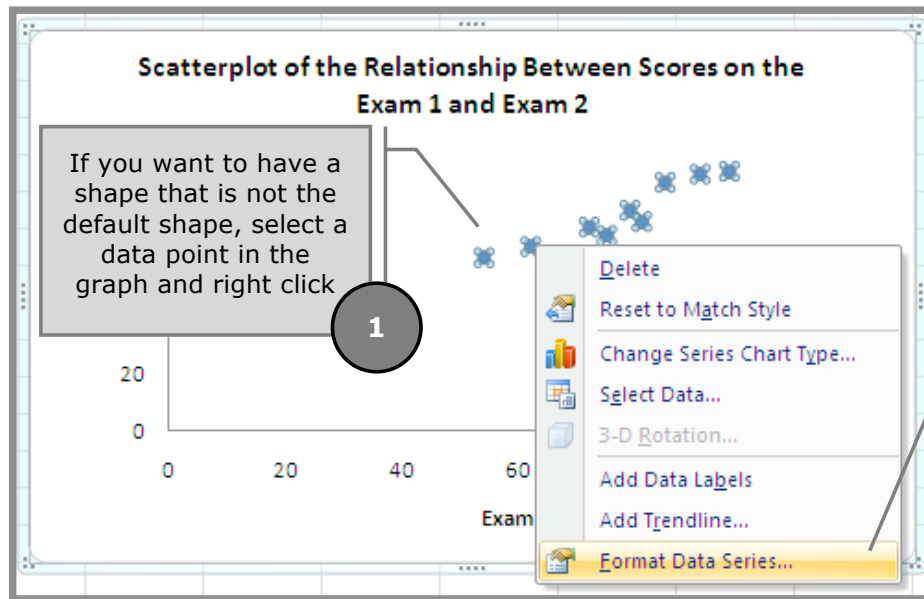 Scatterplot of the Relationship Between Scores on the
Exam 1 and Exam 2
If you want to have a
shape that is not the
default shape, select a
data point in the
graph and right click
1
20
0
0
20
40
60
Exam
Delete
Reset to Match Style
Change Series Chart Type...
Select Data...
3-D Rotation...
Add Data Labels
Add Trendline...
Format Data Series...